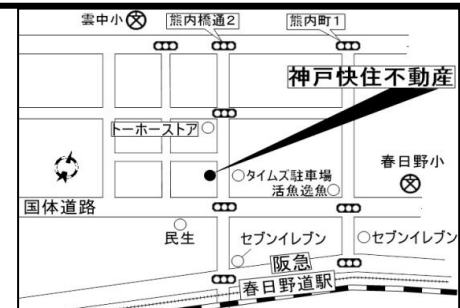 雲中小
熊内橋通2
熊内町1
神戸快住不動産
トーホーストア
タイムズ駐車場
活魚逸魚
春日野小
国体道路
民生
セブンイレブン
セブンイレブン
阪急
春日野道駅